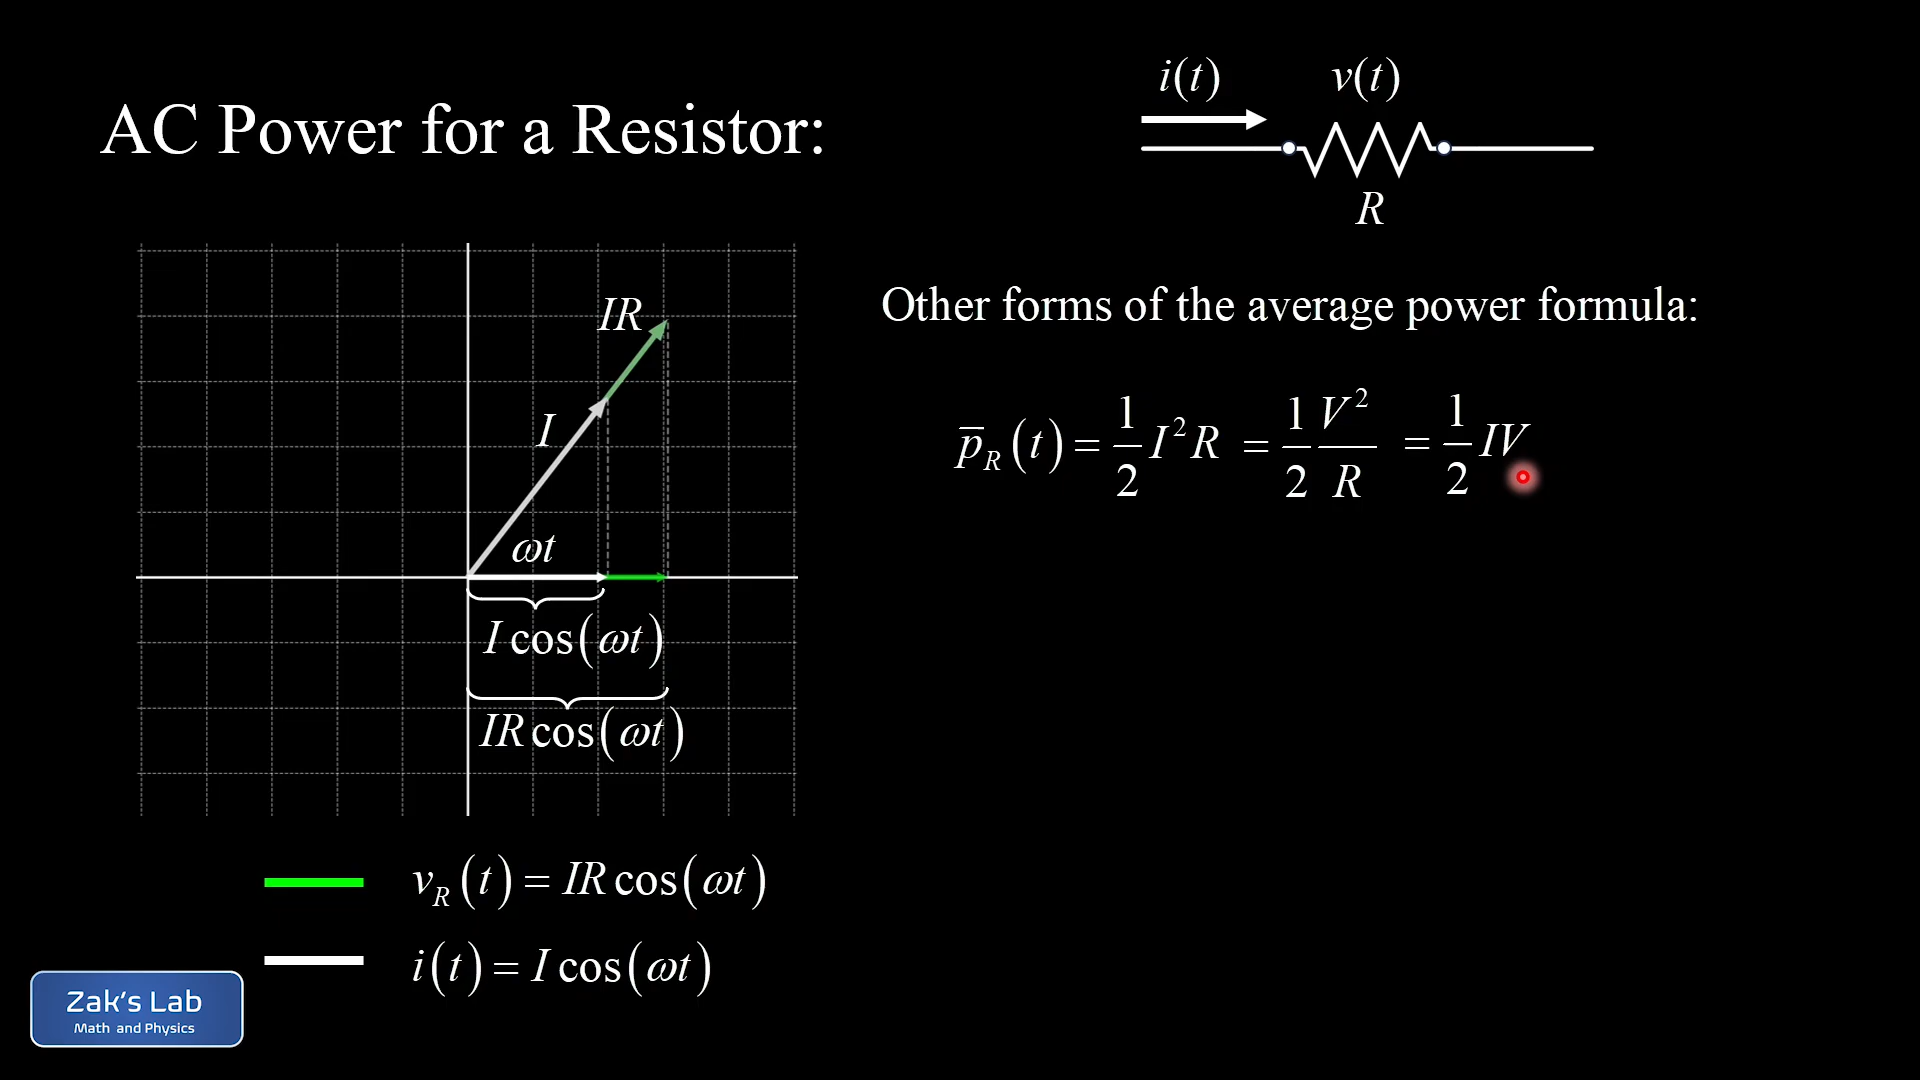 AC Power for a Resistor:
i(t)
v(t)
R
Other forms of the average power formula:
p̅_R(t) = 1/2 I²R = 1/2 V²/R = 1/2 IV
IR
I
ωt
I cos(ωt)
IR cos(ωt)
v_R(t) = IR cos(ωt)
i(t) = I cos(ωt)
Zak's Lab
Math and Physics